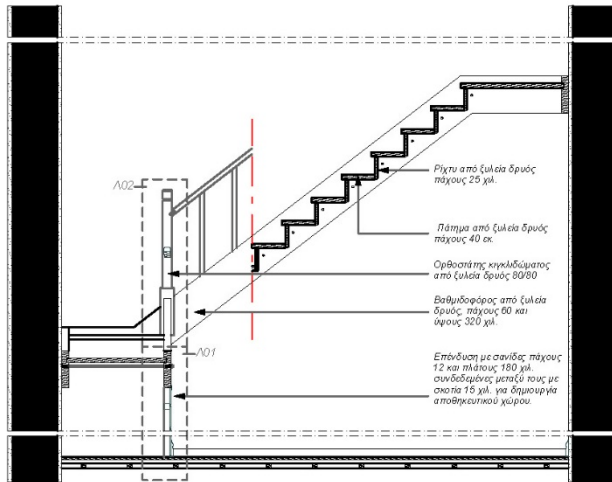 Λ02
Ρίχτυ από ξυλεία δρυός
πάχους 25 χιλ.
Πάτημα από ξυλεία δρυός
πάχους 40 εκ.
Ορθοστάτης κιγκλιδώματος
από ξυλεία δρυός 80/80
Βαθμιδοφόρος από ξυλεία
δρυός, πάχους 60 και
ύψους 320 χιλ.
Λ01
Επένδυση με σανίδες πάχους
12 και πλάτους 180 χιλ.
συνδεδεμένες μεταξύ τους με
σκοτία 15 χιλ. για δημιουργία
αποθηκευτικού χώρου.